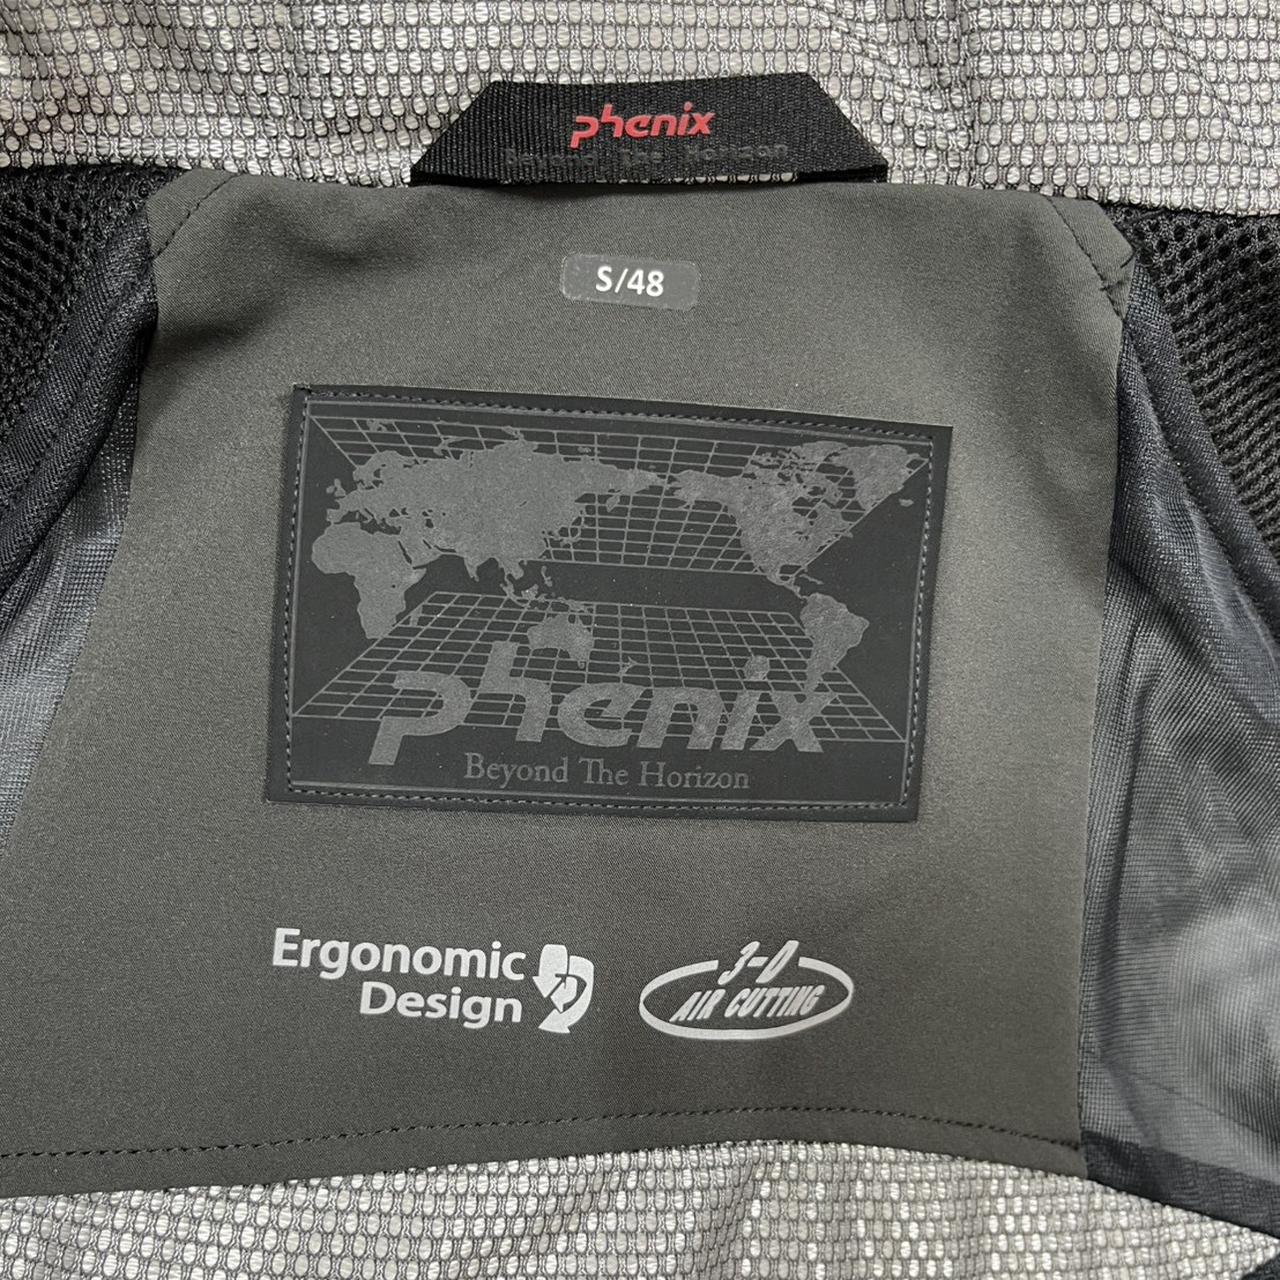 phenix
Beyond The Horizon
S/48
phenix
Beyond The Horizon
Ergonomic
Design
3-D
AIR CUTTING